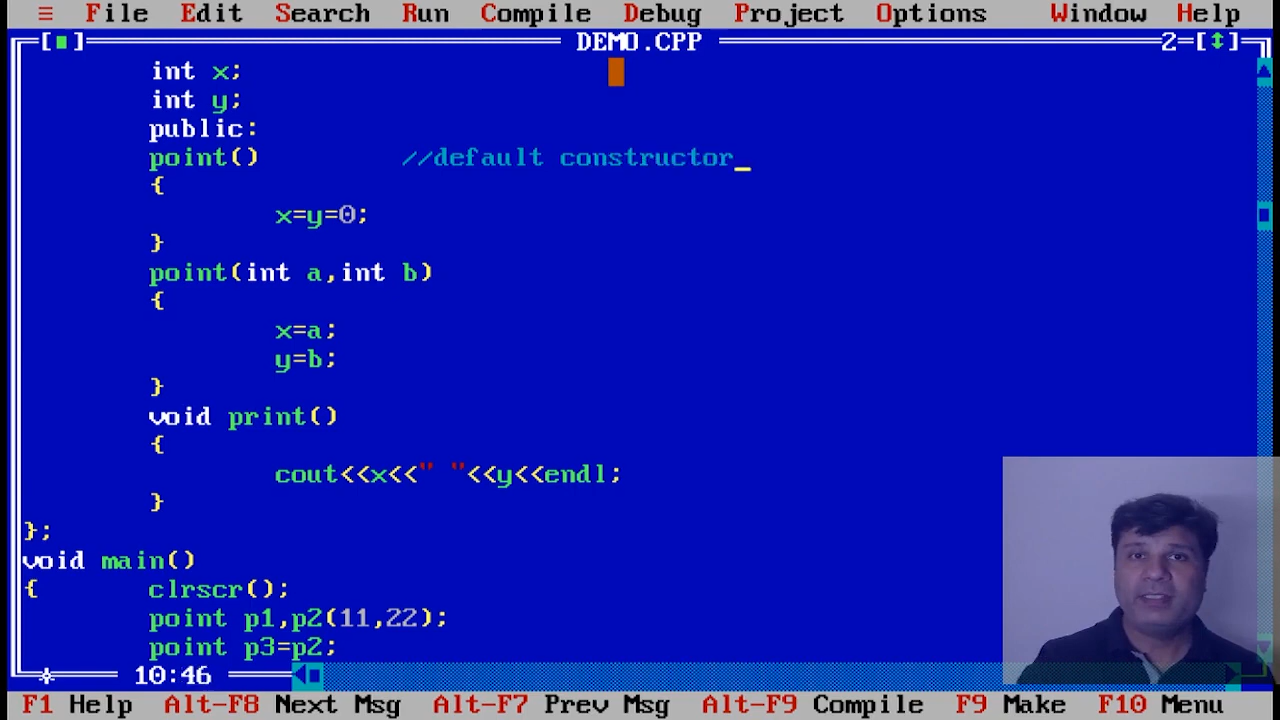 ≡ File Edit Search Run Compile Debug Project Options Window Help
[■] DEMO.CPP 2=[↕]
int x;
int y;
public:
point() //default constructor_
{
x=y=0;
}
point(int a,int b)
{
x=a;
y=b;
}
void print()
{
cout<<x<<" "<<y<<endl;
}
};
void main()
{ clrscr();
point p1,p2(11,22);
point p3=p2;
10:46
F1 Help Alt-F8 Next Msg Alt-F7 Prev Msg Alt-F9 Compile F9 Make F10 Menu